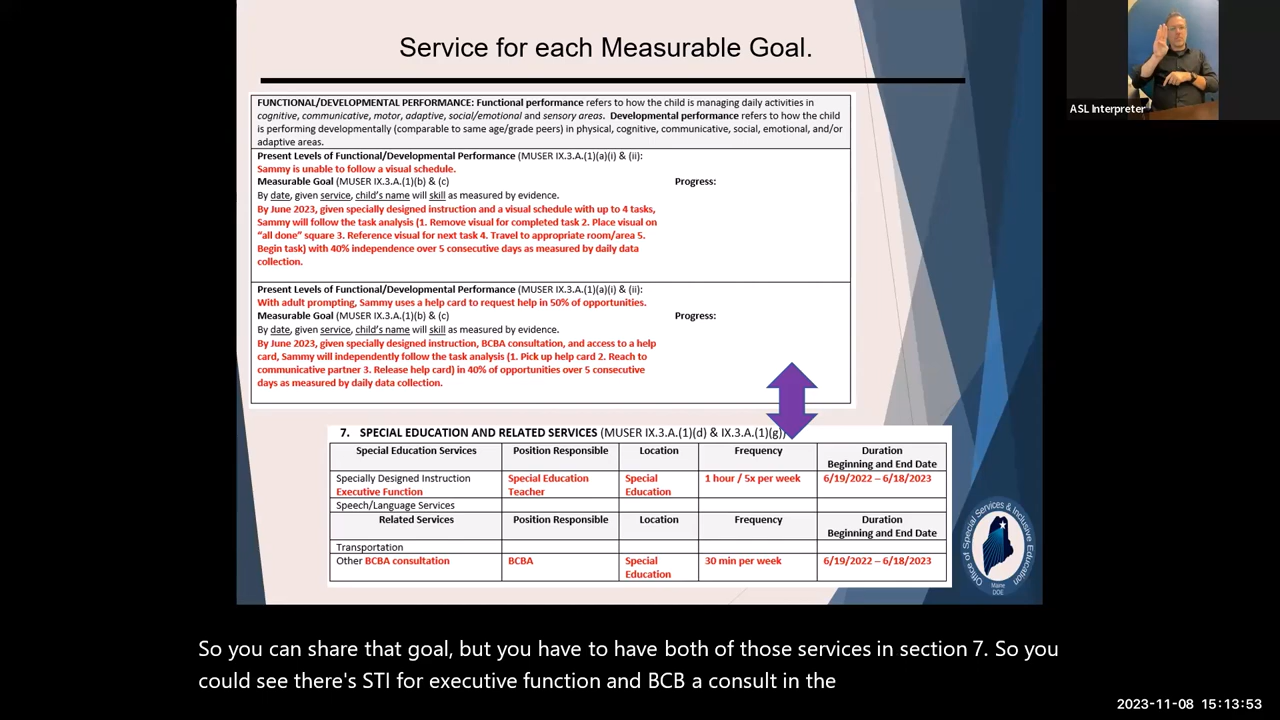 Service for each Measurable Goal.
ASL Interpreter
FUNCTIONAL/DEVELOPMENTAL PERFORMANCE: Functional performance refers to how the child is managing daily activities in
cognitive, communicative, motor, adaptive, social/emotional and sensory areas. Developmental performance refers to how the child
is performing developmentally (comparable to same age/grade peers) in physical, cognitive, communicative, social, emotional, and/or
adaptive areas.
Present Levels of Functional/Developmental Performance (MUSER IX.3.A.(1)(a)(i) & (ii):
Sammy is unable to follow a visual schedule.
Measurable Goal (MUSER IX.3.A.(1)(b) & (c) Progress:
By date, given service, child's name will skill as measured by evidence.
By June 2023, given specially designed instruction and a visual schedule with up to 4 tasks,
Sammy will follow the task analysis (1. Remove visual for completed task 2. Place visual on
"all done" square 3. Reference visual for next task 4. Travel to appropriate room/area 5.
Begin task) with 40% independence over 5 consecutive days as measured by daily data
collection.
Present Levels of Functional/Developmental Performance (MUSER IX.3.A.(1)(a)(i) & (ii):
With adult prompting, Sammy uses a help card to request help in 50% of opportunities.
Measurable Goal (MUSER IX.3.A.(1)(b) & (c) Progress:
By date, given service, child's name will skill as measured by evidence.
By June 2023, given specially designed instruction, BCBA consultation, and access to a help
card, Sammy will independently follow the task analysis (1. Pick up help card 2. Reach to
communicative partner 3. Release help card) in 40% of opportunities over 5 consecutive
days as measured by daily data collection.
7. SPECIAL EDUCATION AND RELATED SERVICES (MUSER IX.3.A.(1)(d) & IX.3.A.(1)(g))
Special Education Services Position Responsible Location Frequency Duration
Beginning and End Date
Specially Designed Instruction Special Education Special 1 hour / 5x per week 6/19/2022 – 6/18/2023
Executive Function Teacher Education
Speech/Language Services
Related Services Position Responsible Location Frequency Duration
Beginning and End Date
Transportation
Other BCBA consultation BCBA Special 30 min per week 6/19/2022 – 6/18/2023
Education
Office of Special Services & Inclusive Education
Maine
DOE
So you can share that goal, but you have to have both of those services in section 7. So you
could see there's STI for executive function and BCB a consult in the
2023-11-08 15:13:53